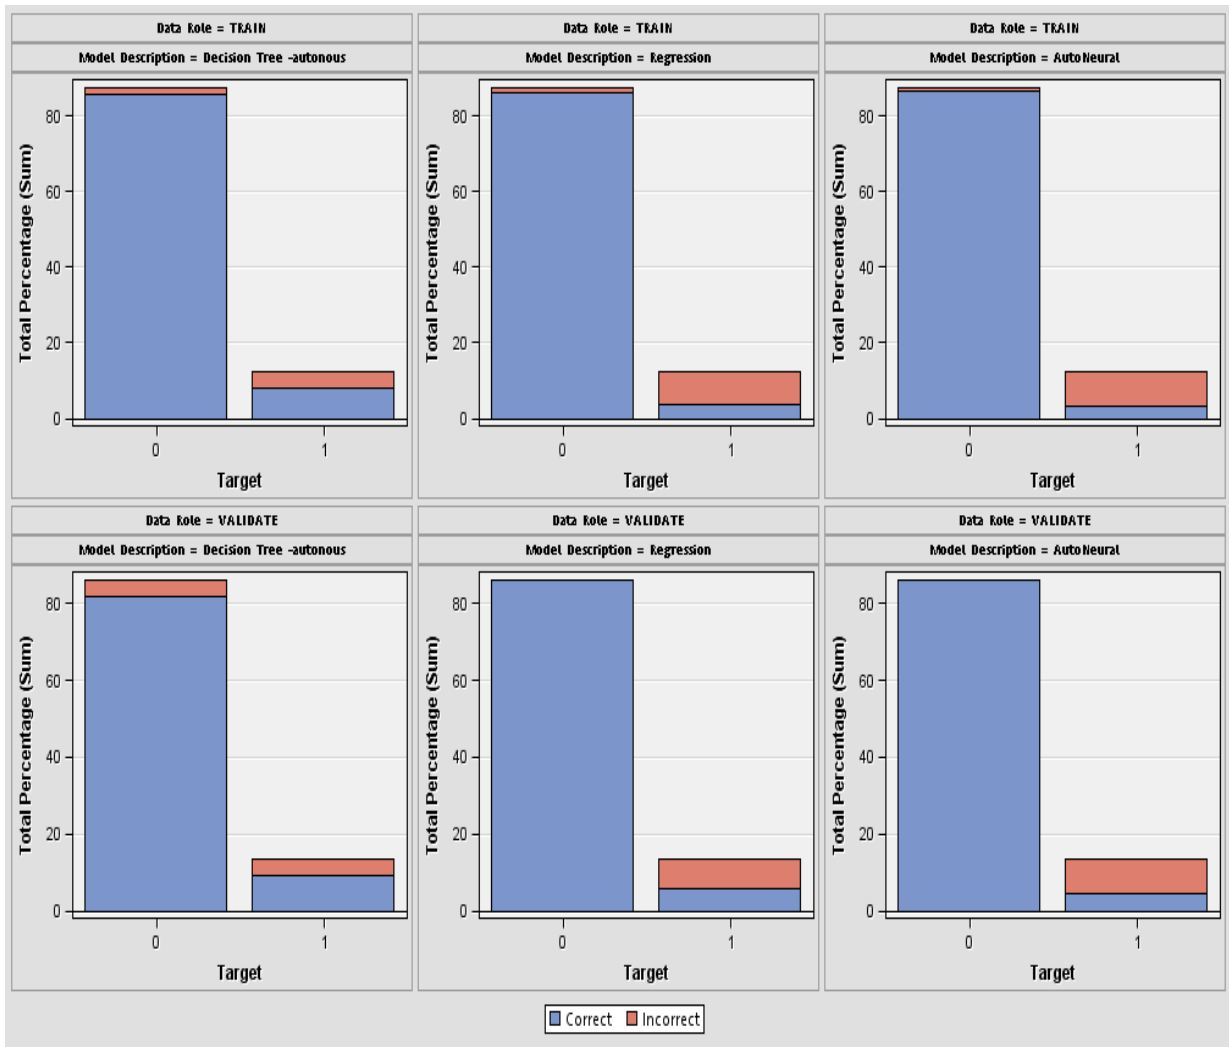 Data Role = TRAIN
Model Description = Decision Tree -autonous
Total Percentage (Sum)
80
60
40
20
0
0 1
Target
Data Role = TRAIN
Model Description = Regression
Total Percentage (Sum)
80
60
40
20
0
0 1
Target
Data Role = TRAIN
Model Description = AutoNeural
Total Percentage (Sum)
80
60
40
20
0
0 1
Target
Data Role = VALIDATE
Model Description = Decision Tree -autonous
Total Percentage (Sum)
80
60
40
20
0
0 1
Target
Data Role = VALIDATE
Model Description = Regression
Total Percentage (Sum)
80
60
40
20
0
0 1
Target
Data Role = VALIDATE
Model Description = AutoNeural
Total Percentage (Sum)
80
60
40
20
0
0 1
Target
Correct Incorrect